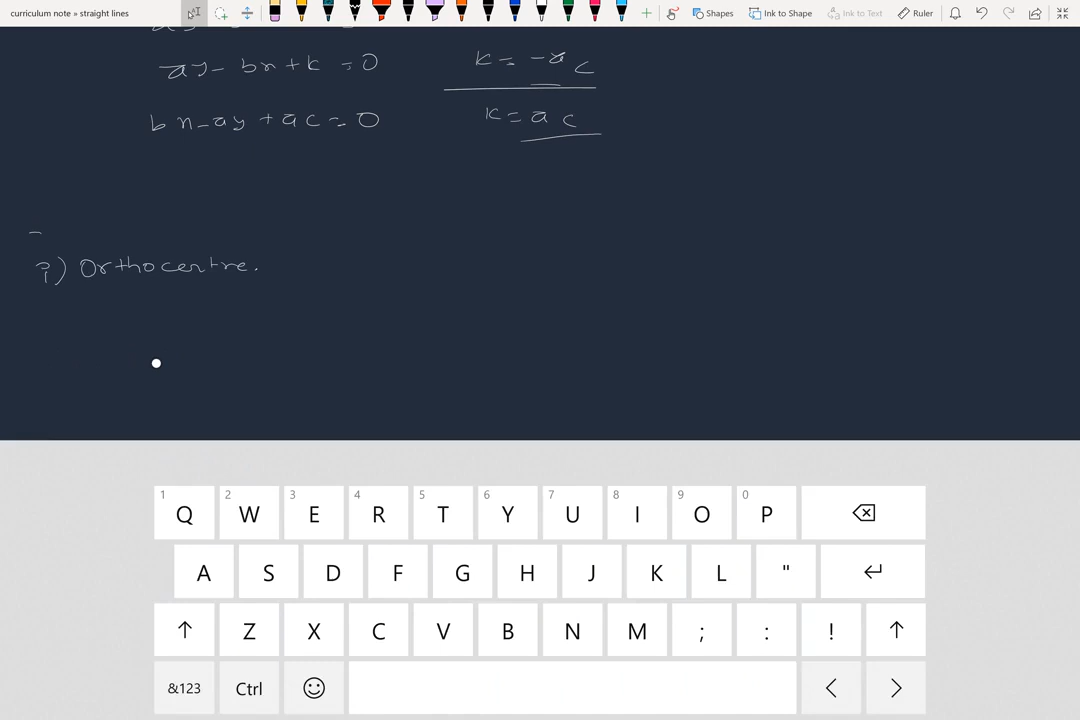 curriculum note » straight lines
Shapes
Ink to Shape
Ink to Text
Ruler
ay - bx + k = 0
k = -ac
bx - ay + ac = 0
k = ac
?) Orthocentre.
1 Q 2 W 3 E 4 R 5 T 6 Y 7 U 8 I 9 O 0 P
A S D F G H J K L "
Z X C V B N M ; : !
&123 Ctrl < >